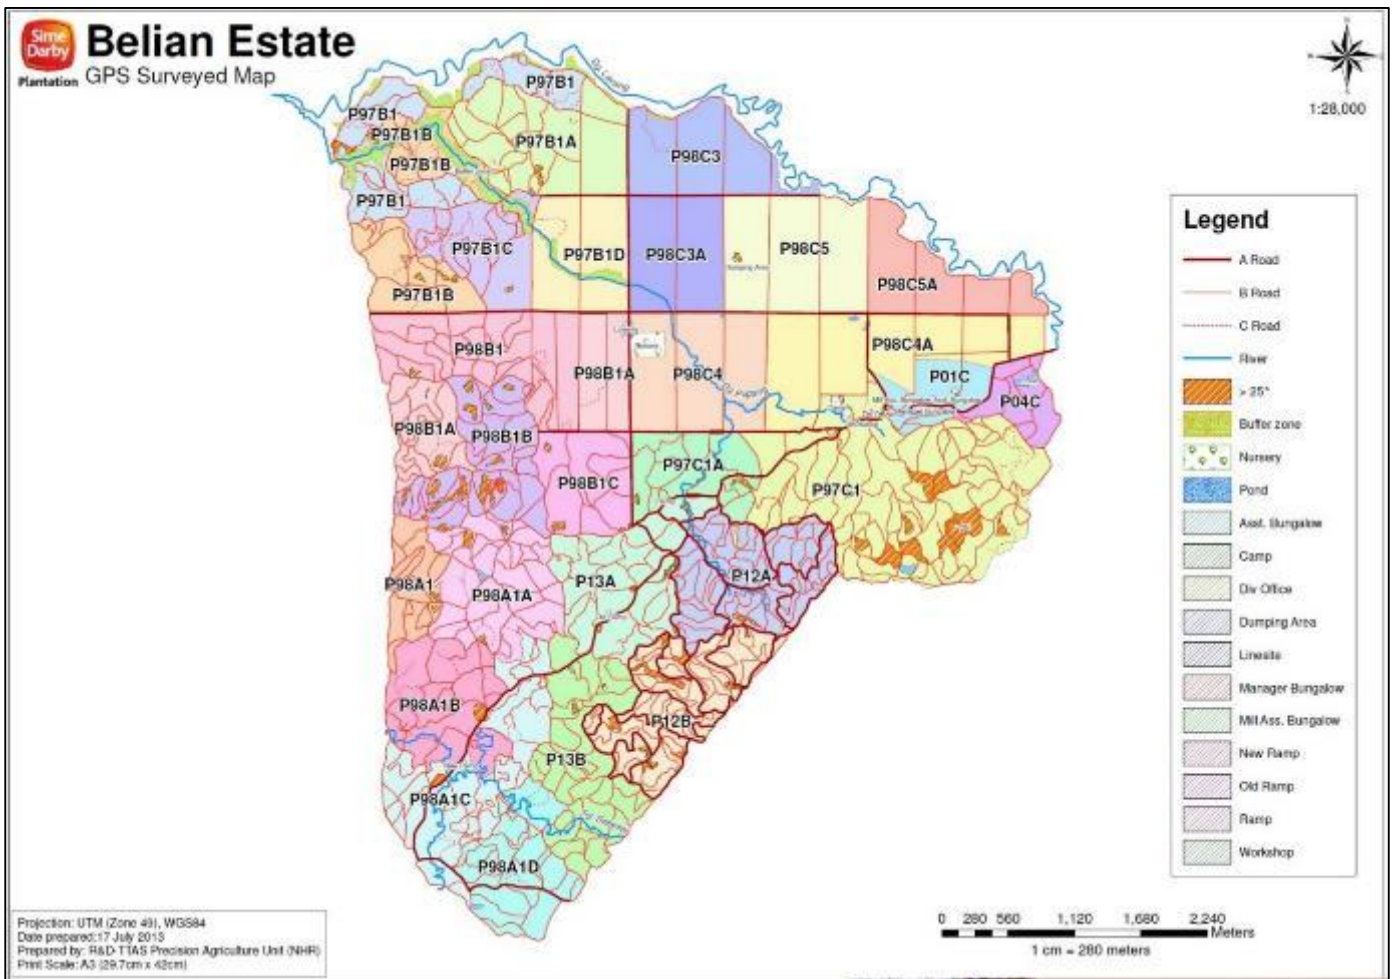 Sime
Darby
Plantation
Belian Estate
GPS Surveyed Map
1:28,000
P97B1
P97B1
P97B1B
P97B1A
P97B1B
P98C3
P97B1
P97B1C
P97B1D
P98C3A
P98C5
Dumping Area
P98C5A
P97B1B
P98B1
P98C4A
P98B1A
P98C4
P01C
P04C
P98B1A
P98B1B
P97C1A
P98B1C
P97C1
P98A1
P98A1A
P13A
P12A
P98A1B
P12B
P13B
P98A1C
P98A1D
Legend
A Road
B Road
C Road
River
> 25°
Buffer zone
Nursery
Pond
Asst. Bungalow
Camp
Div Office
Dumping Area
Linesite
Manager Bungalow
Mill Ass. Bungalow
New Ramp
Old Ramp
Ramp
Workshop
Projection: UTM (Zone 49), WGS84
Date prepared:17 July 2013
Prepared by: R&D-TTAS Precision Agriculture Unit (NHR)
Print Scale: A3 (29.7cm x 42cm)
0 280 560 1,120 1,680 2,240
Meters
1 cm = 280 meters